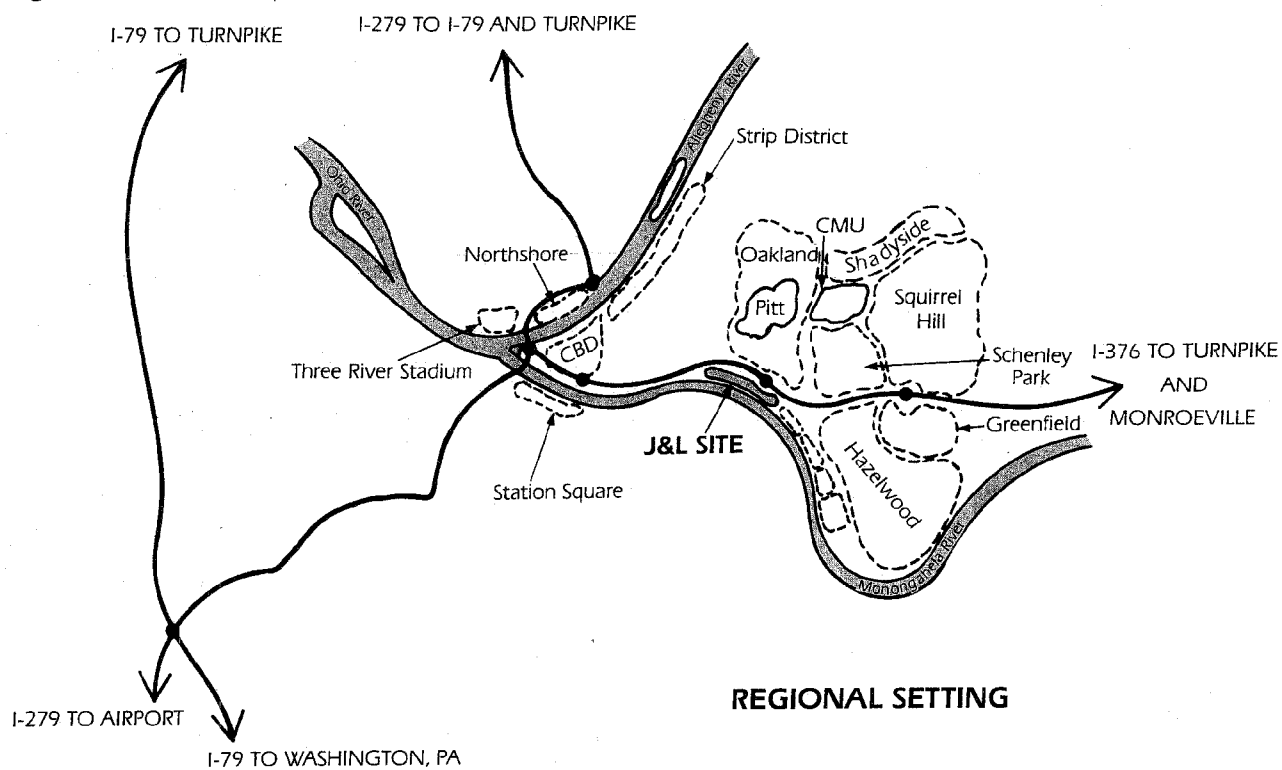 I-79 TO TURNPIKE
I-279 TO I-79 AND TURNPIKE
Allegheny River
Strip District
Ohio River
CMU
Shadyside
Northshore
Oakland
Pitt
Squirrel
Hill
CBD
Three River Stadium
Schenley
Park
I-376 TO TURNPIKE
AND
MONROEVILLE
Greenfield
J&L SITE
Station Square
Hazelwood
Monongahela River
REGIONAL SETTING
I-279 TO AIRPORT
I-79 TO WASHINGTON, PA